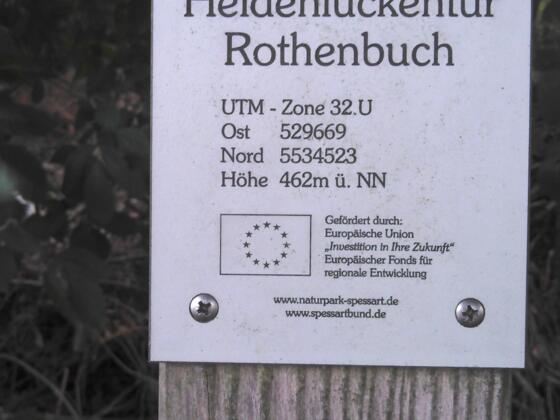 Heidenlückentur
Rothenbuch
UTM - Zone 32.U
Ost 529669
Nord 5534523
Höhe 462m ü. NN
Gefördert durch:
Europäische Union
„Investition in Ihre Zukunft"
Europäischer Fonds für
regionale Entwicklung
www.naturpark-spessart.de
www.spessartbund.de